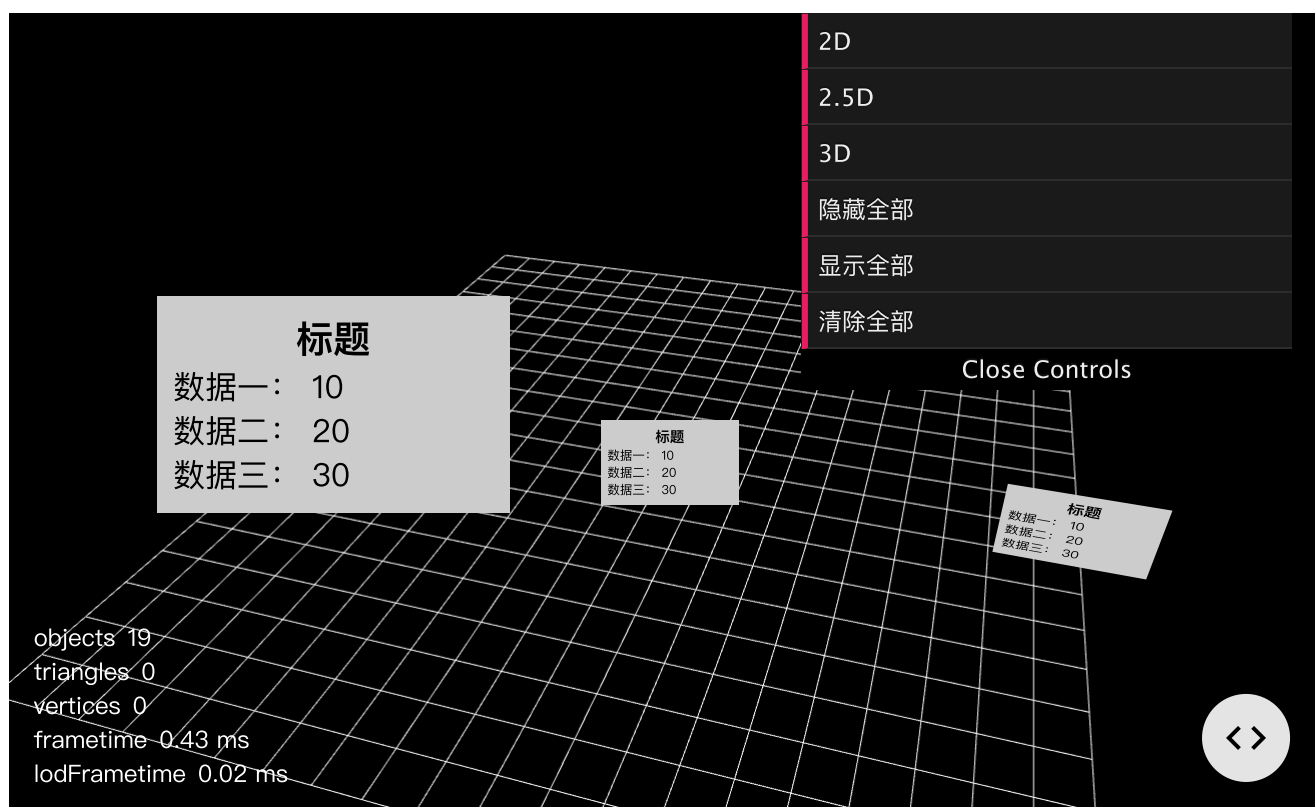 2D
2.5D
3D
隐藏全部
显示全部
清除全部
Close Controls
标题
数据一： 10
数据二： 20
数据三： 30
标题
数据一： 10
数据二： 20
数据三： 30
标题
数据一： 10
数据二： 20
数据三： 30
objects 19
triangles 0
vertices 0
frametime 0.43 ms
lodFrametime 0.02 ms